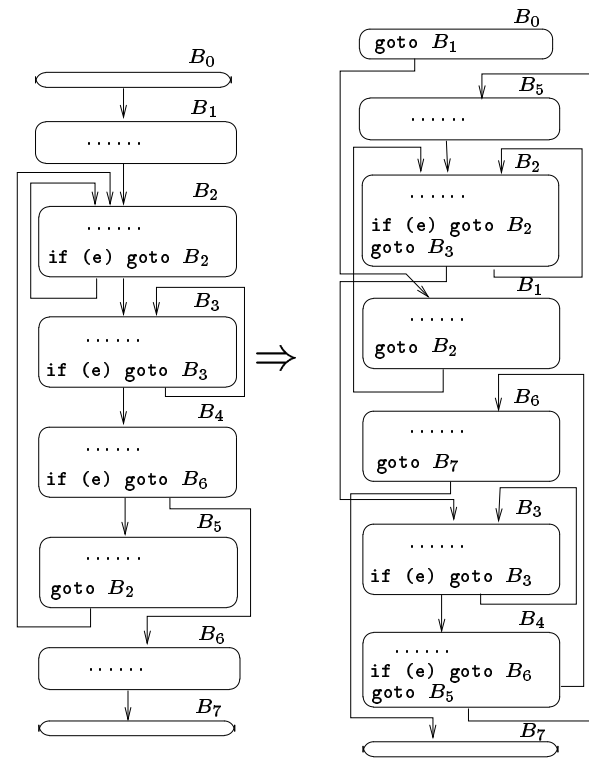 B0
B1
......
B2
......
if (e) goto B2
B3
......
if (e) goto B3
B4
......
if (e) goto B6
B5
......
goto B2
B6
......
B7
⇒
B0
goto B1
B5
......
B2
......
if (e) goto B2
goto B3
B1
......
goto B2
B6
......
goto B7
B3
......
if (e) goto B3
B4
......
if (e) goto B6
goto B5
B7